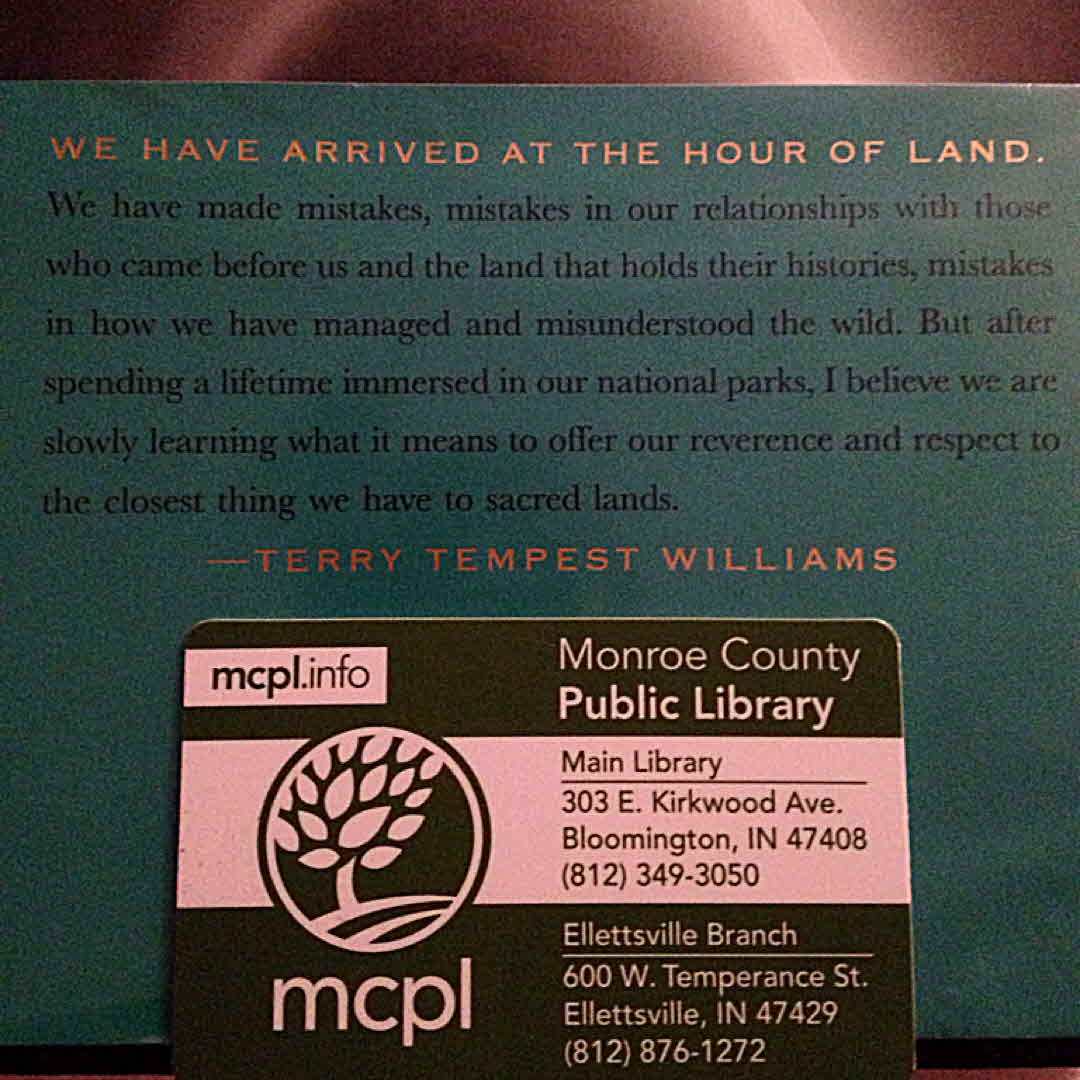 WE HAVE ARRIVED AT THE HOUR OF LAND.
We have made mistakes, mistakes in our relationships with those
who came before us and the land that holds their histories, mistakes
in how we have managed and misunderstood the wild. But after
spending a lifetime immersed in our national parks, I believe we are
slowly learning what it means to offer our reverence and respect to
the closest thing we have to sacred lands.
—TERRY TEMPEST WILLIAMS
mcpl.info
mcpl
Monroe County
Public Library
Main Library
303 E. Kirkwood Ave.
Bloomington, IN 47408
(812) 349-3050
Ellettsville Branch
600 W. Temperance St.
Ellettsville, IN 47429
(812) 876-1272